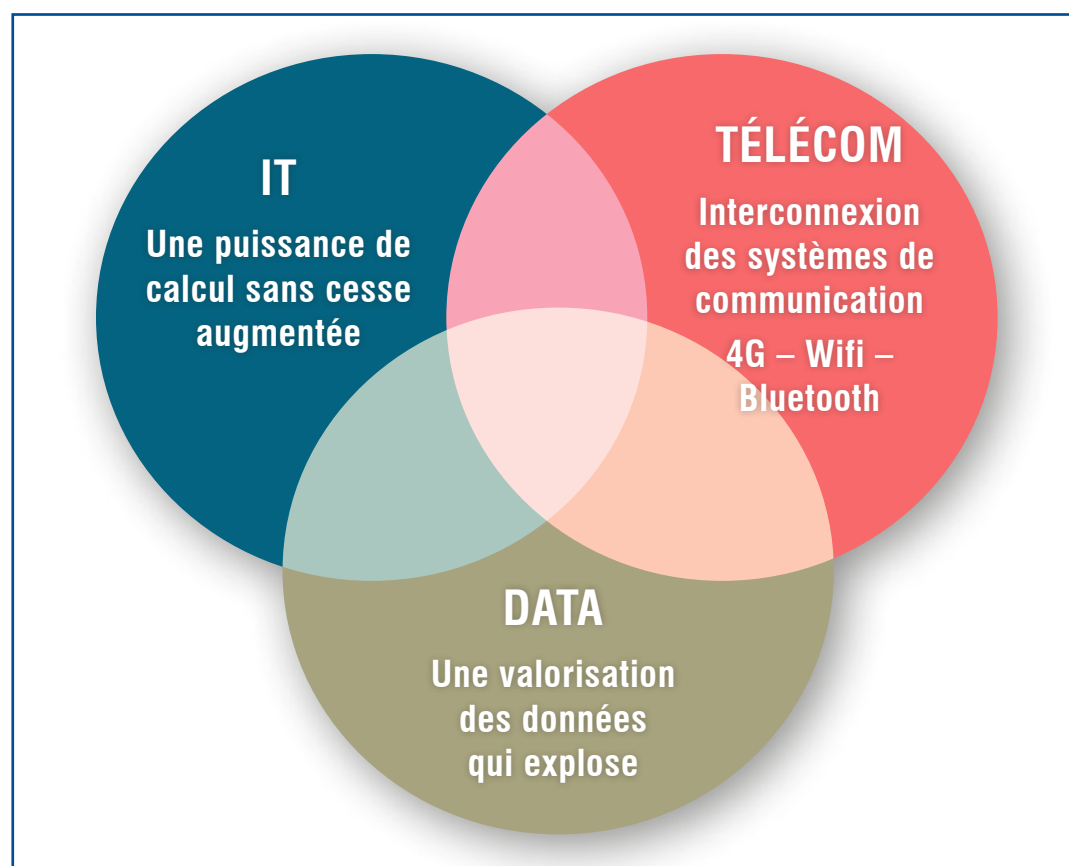 IT
Une puissance de
calcul sans cesse
augmentée
TÉLÉCOM
Interconnexion
des systèmes de
communication
4G – Wifi –
Bluetooth
DATA
Une valorisation
des données
qui explose